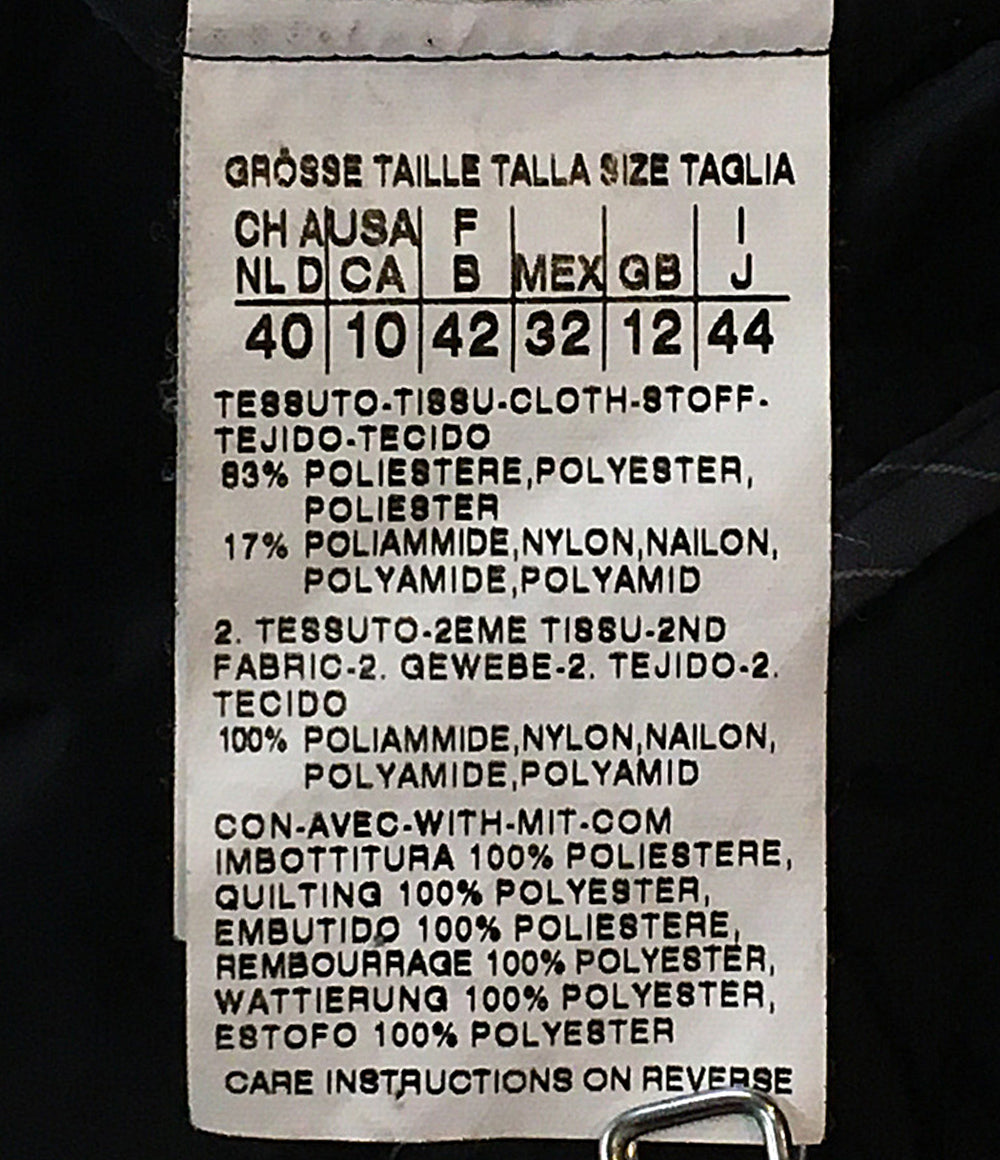 GRÖSSE TAILLE TALLA SIZE TAGLIA
CH A USA F I
NL D CA B MEX GB J
40 10 42 32 12 44
TESSUTO-TISSU-CLOTH-STOFF-
TEJIDO-TECIDO
83% POLIESTERE,POLYESTER,
POLIESTER
17% POLIAMMIDE,NYLON,NAILON,
POLYAMIDE,POLYAMID
2. TESSUTO-2EME TISSU-2ND
FABRIC-2. GEWEBE-2. TEJIDO-2.
TECIDO
100% POLIAMMIDE,NYLON,NAILON,
POLYAMIDE,POLYAMID
CON-AVEC-WITH-MIT-COM
IMBOTTITURA 100% POLIESTERE,
QUILTING 100% POLYESTER,
EMBUTIDO 100% POLIESTERE,
REMBOURRAGE 100% POLYESTER,
WATTIERUNG 100% POLYESTER,
ESTOFO 100% POLYESTER
CARE INSTRUCTIONS ON REVERSE